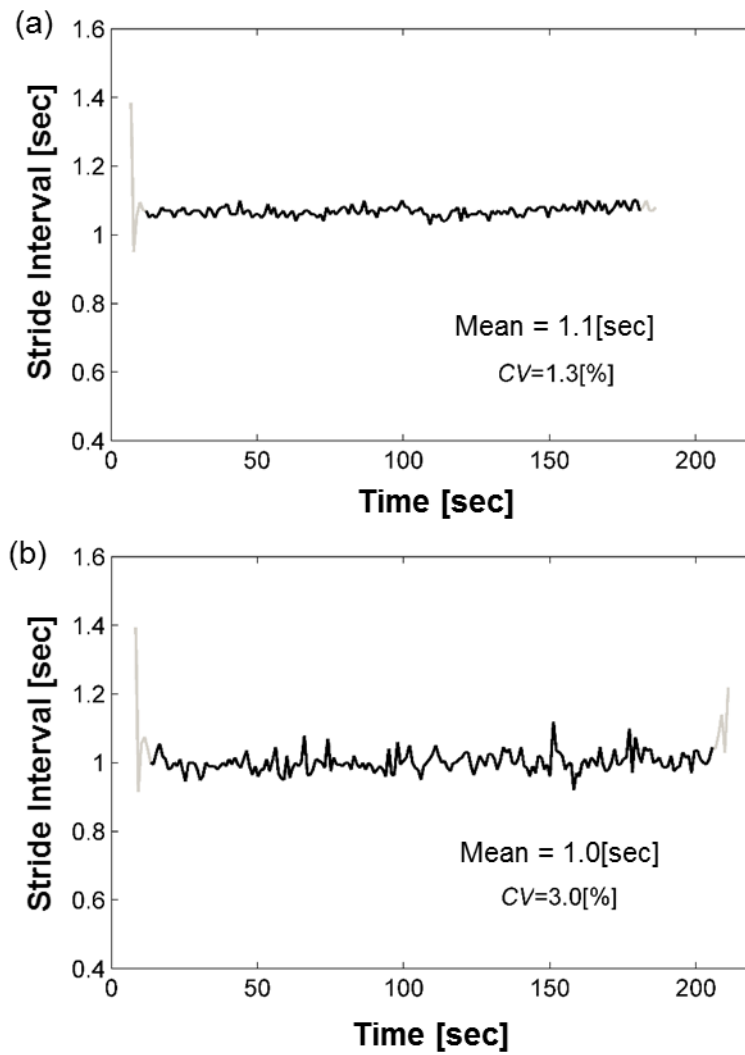 (a)
1.6
1.4
1.2
1
0.8
0.6
0.4
Stride Interval [sec]
Mean = 1.1[sec]
CV=1.3[%]
0 50 100 150 200
Time [sec]
(b)
1.6
1.4
1.2
1
0.8
0.6
0.4
Stride Interval [sec]
Mean = 1.0[sec]
CV=3.0[%]
0 50 100 150 200
Time [sec]